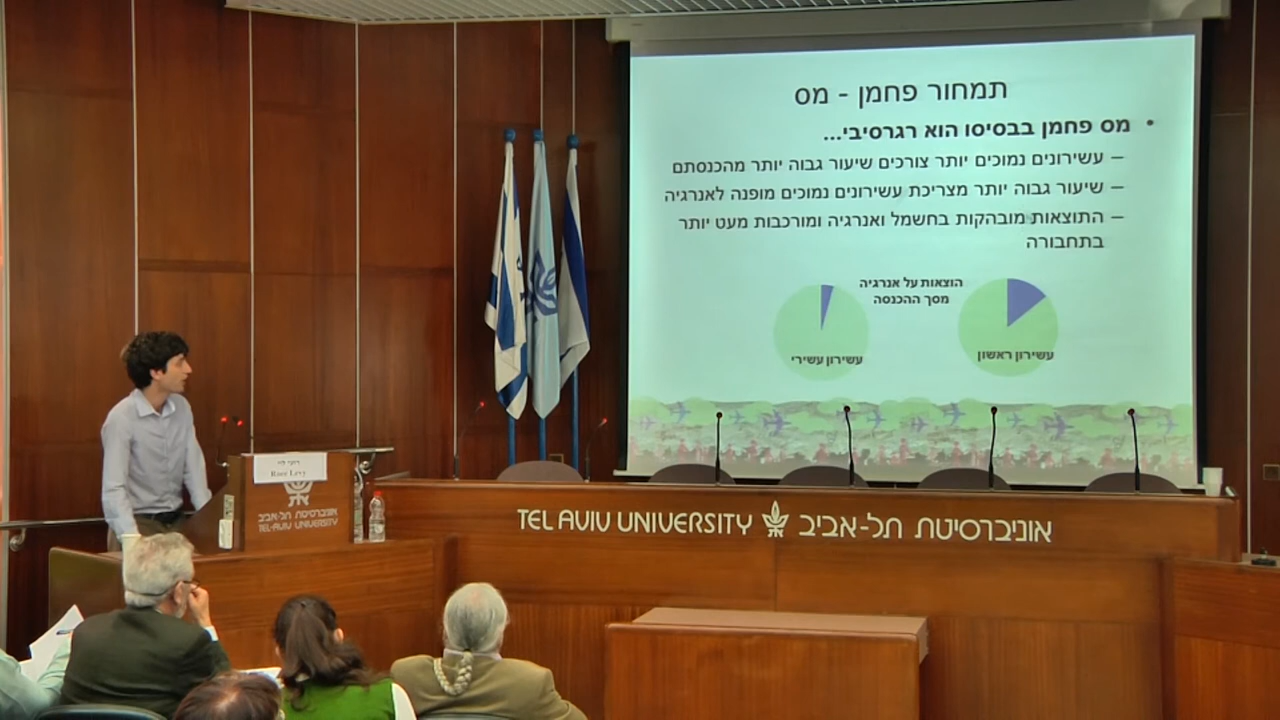 תמחור פחמן - מס
• מס פחמן בבסיסו הוא רגרסיבי...
– עשירונים נמוכים יותר צורכים שיעור גבוה יותר מהכנסתם
– שיעור גבוה יותר מצריכת עשירונים נמוכים מופנה לאנרגיה
– התוצאות מובהקות בחשמל ואנרגיה ומורכבות מעט יותר
בתחבורה
הוצאות על אנרגיה
מסך ההכנסה
עשירון ראשון
עשירון עשירי
Levy
אוניברסיטת תל-אביב
TEL AVIV UNIVERSITY
TEL AVIV UNIVERSITY אוניברסיטת תל-אביב